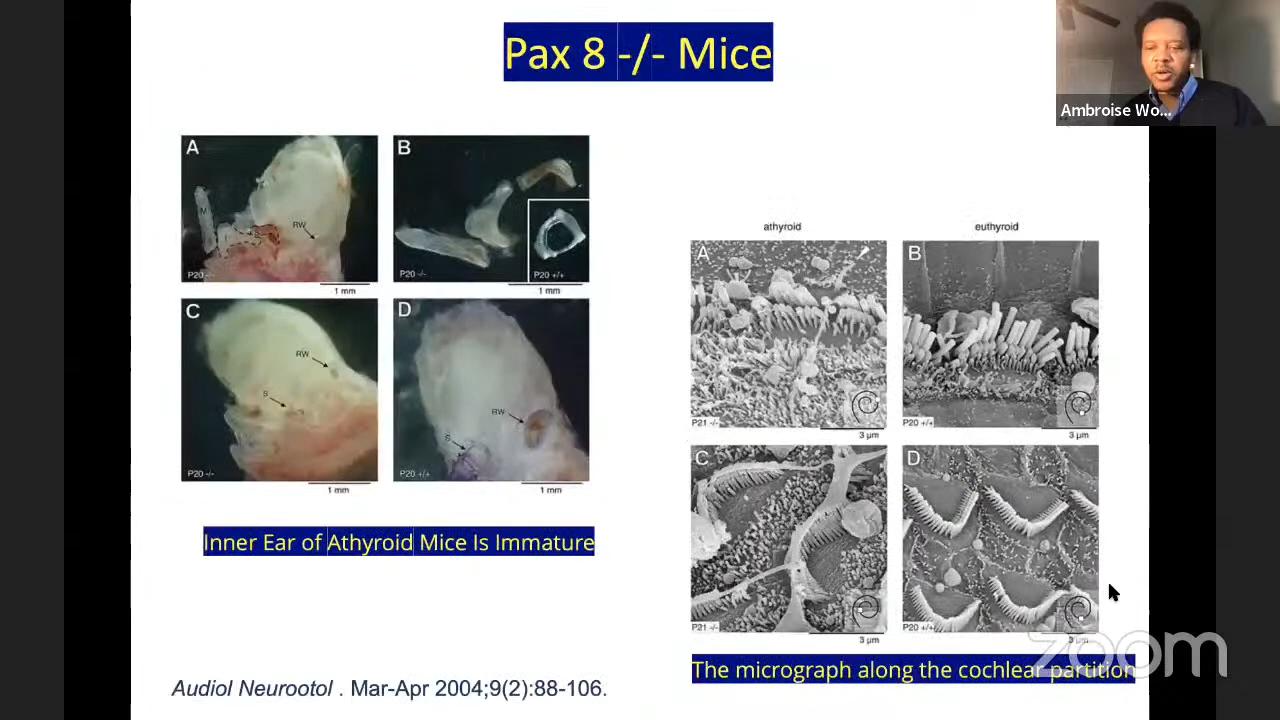 Pax 8 -/- Mice
Ambroise Wo...
A
M
S
RW
P20 -/-
1 mm
B
P20 -/-
P20 +/+
1 mm
C
RW
S
P20 -/-
1 mm
D
RW
S
P20 +/+
1 mm
Inner Ear of Athyroid Mice Is Immature
Audiol Neurootol . Mar-Apr 2004;9(2):88-106.
athyroid
euthyroid
A
P21 -/-
3 µm
B
P20 +/+
3 µm
C
P21 -/-
3 µm
D
P20 +/+
3 µm
The micrograph along the cochlear partition
zoom